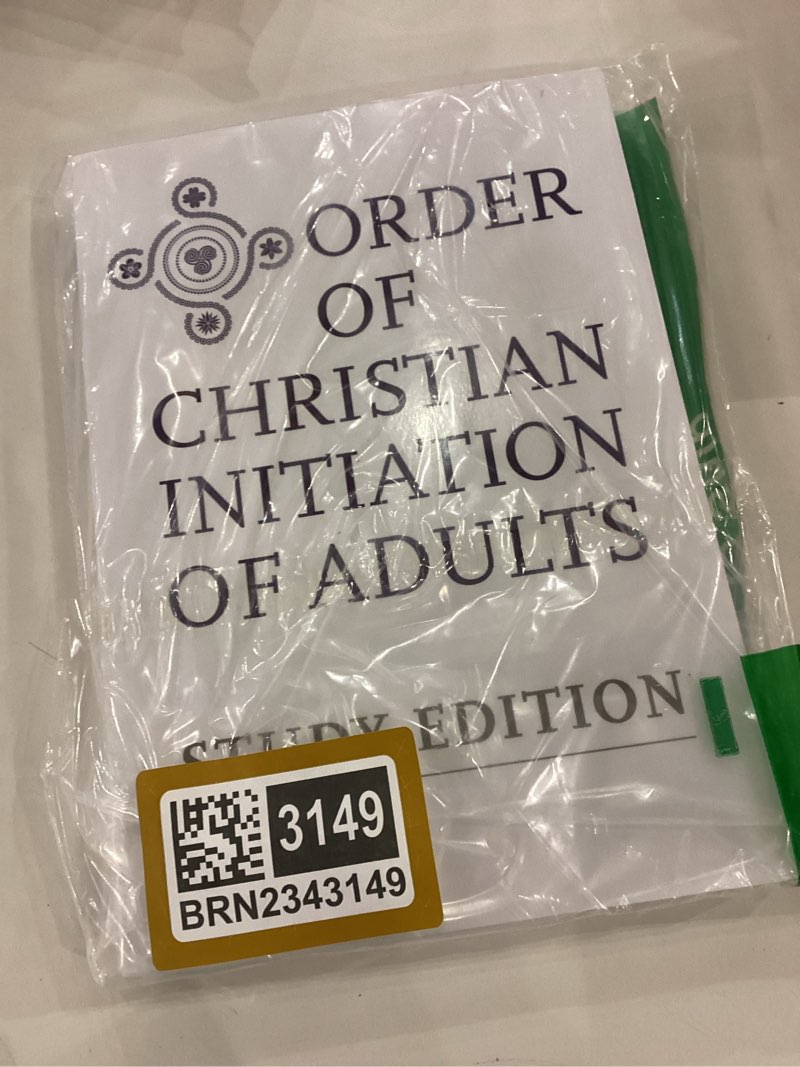 ORDER
OF
CHRISTIAN
INITIATION
OF ADULTS
STUDY EDITION
3149
BRN2343149